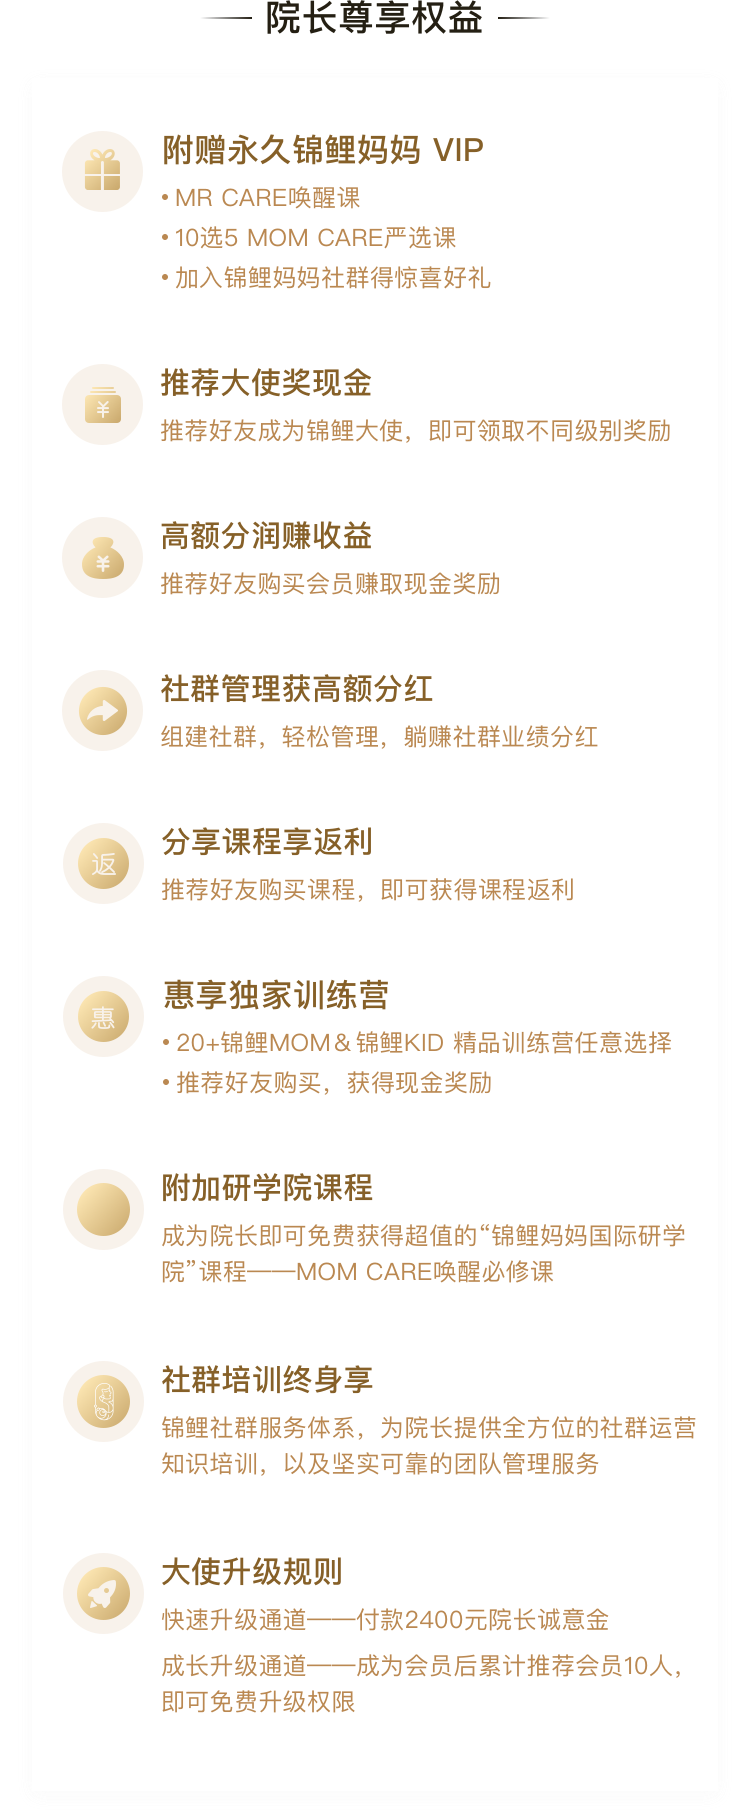 院长尊享权益
附赠永久锦鲤妈妈 VIP
• MR CARE唤醒课
• 10选5 MOM CARE严选课
• 加入锦鲤妈妈社群得惊喜好礼
¥
推荐大使奖现金
推荐好友成为锦鲤大使，即可领取不同级别奖励
¥
高额分润赚收益
推荐好友购买会员赚取现金奖励
社群管理获高额分红
组建社群，轻松管理，躺赚社群业绩分红
返
分享课程享返利
推荐好友购买课程，即可获得课程返利
惠
惠享独家训练营
• 20+锦鲤MOM＆锦鲤KID 精品训练营任意选择
• 推荐好友购买，获得现金奖励
附加研学院课程
成为院长即可免费获得超值的“锦鲤妈妈国际研学
院”课程——MOM CARE唤醒必修课
社群培训终身享
锦鲤社群服务体系，为院长提供全方位的社群运营
知识培训，以及坚实可靠的团队管理服务
大使升级规则
快速升级通道——付款2400元院长诚意金
成长升级通道——成为会员后累计推荐会员10人，
即可免费升级权限